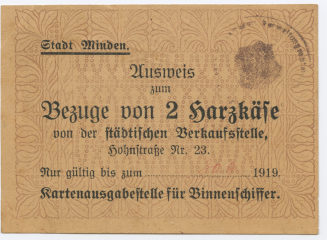 Stadt Minden.
Ausweis
zum
Bezuge von 2 Harzkäse
von der städtischen Verkaufsstelle,
Hohnstraße Nr. 23.
Nur gültig bis zum 1919.
Kartenausgabestelle für Binnenschiffer.